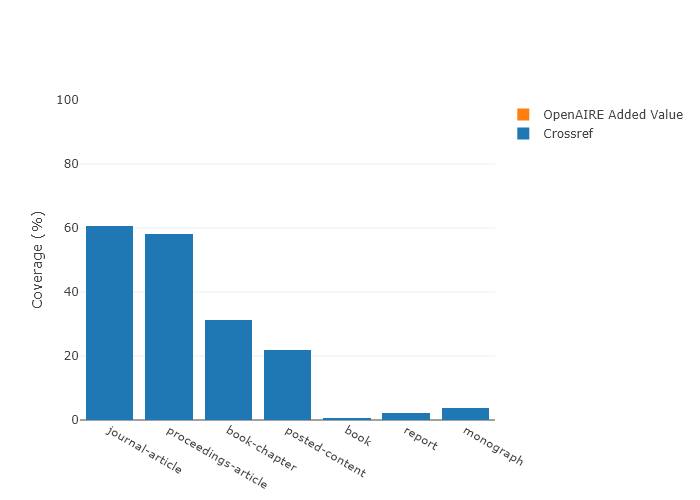 100
80
60
40
20
0
Coverage (%)
journal-article
proceedings-article
book-chapter
posted-content
book
report
monograph
OpenAIRE Added Value
Crossref